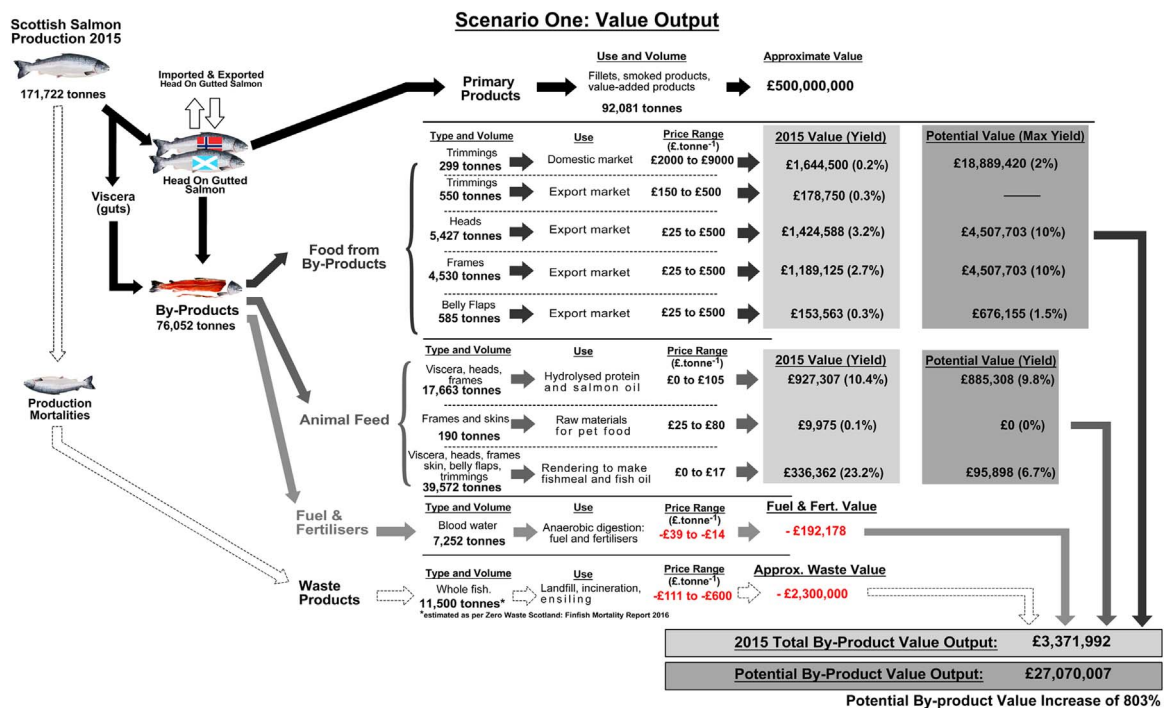 Scenario One: Value Output
Scottish Salmon
Production 2015
171,722 tonnes
Imported & Exported
Head On Gutted Salmon
Head On Gutted
Salmon
Viscera
(guts)
By-Products
76,052 tonnes
Production
Mortalities
Primary
Products
Use and Volume
Fillets, smoked products,
value-added products
92,081 tonnes
Approximate Value
£500,000,000
Food from
By-Products
Type and Volume
Use
Price Range
(£.tonne-1)
2015 Value (Yield)
Potential Value (Max Yield)
Trimmings
299 tonnes
Domestic market
£2000 to £9000
£1,644,500 (0.2%)
£18,889,420 (2%)
Trimmings
550 tonnes
Export market
£150 to £500
£178,750 (0.3%)
Heads
5,427 tonnes
Export market
£25 to £500
£1,424,588 (3.2%)
£4,507,703 (10%)
Frames
4,530 tonnes
Export market
£25 to £500
£1,189,125 (2.7%)
£4,507,703 (10%)
Belly Flaps
585 tonnes
Export market
£25 to £500
£153,563 (0.3%)
£676,155 (1.5%)
Animal Feed
Type and Volume
Use
Price Range
(£.tonne-1)
2015 Value (Yield)
Potential Value (Yield)
Viscera, heads,
frames
17,663 tonnes
Hydrolysed protein
and salmon oil
£0 to £105
£927,307 (10.4%)
£885,308 (9.8%)
Frames and skins
190 tonnes
Raw materials
for pet food
£25 to £80
£9,975 (0.1%)
£0 (0%)
Viscera, heads, frames
skin, belly flaps,
trimmings
39,572 tonnes
Rendering to make
fishmeal and fish oil
£0 to £17
£336,362 (23.2%)
£95,898 (6.7%)
Fuel &
Fertilisers
Type and Volume
Blood water
7,252 tonnes
Use
Anaerobic digestion:
fuel and fertilisers
Price Range
(£.tonne-1)
-£39 to -£14
Fuel & Fert. Value
- £192,178
Waste
Products
Type and Volume
Whole fish.
11,500 tonnes*
*estimated as per Zero Waste Scotland: Finfish Mortality Report 2016
Use
Landfill, incineration,
ensiling
Price Range
(£.tonne-1)
-£111 to -£600
Approx. Waste Value
- £2,300,000
2015 Total By-Product Value Output: £3,371,992
Potential By-Product Value Output: £27,070,007
Potential By-product Value Increase of 803%